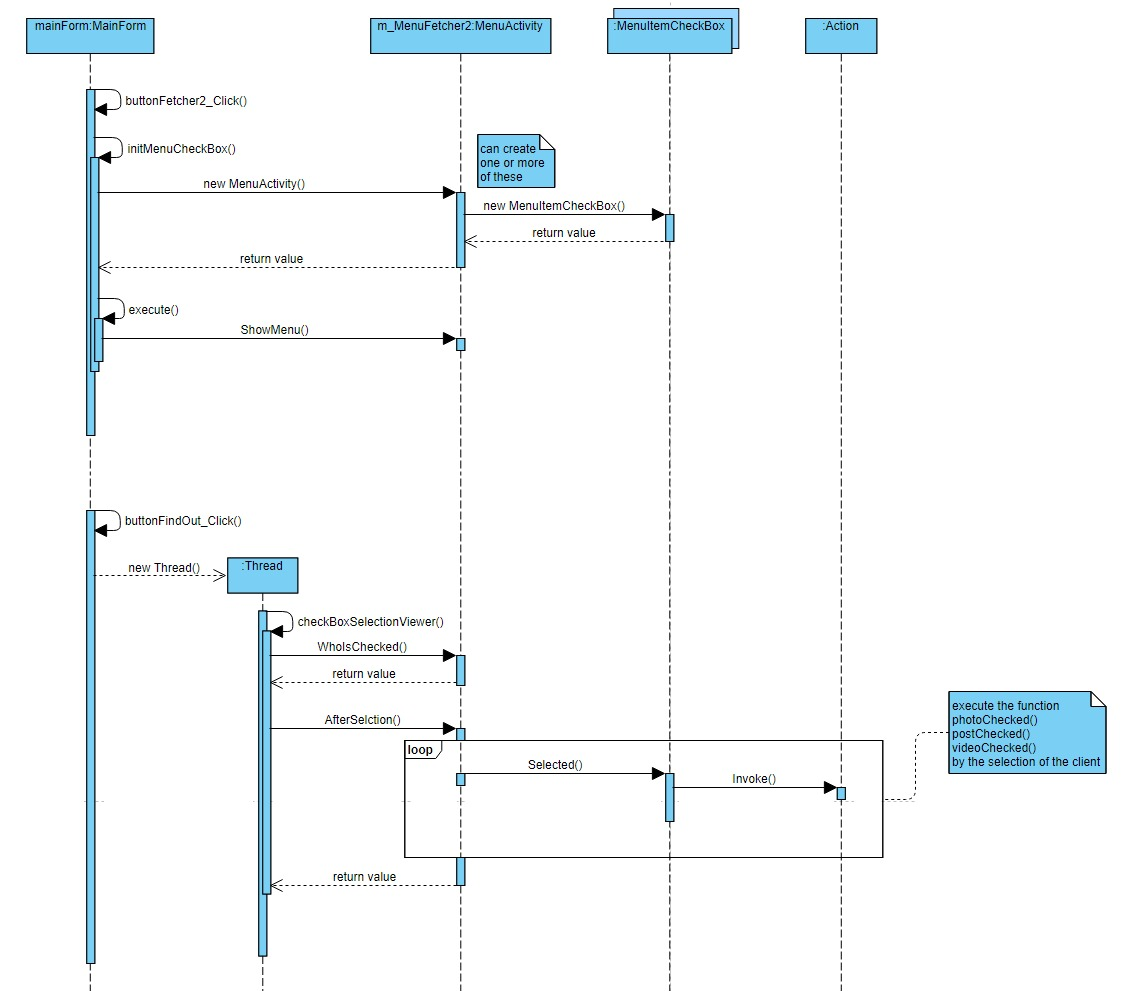 mainForm:MainForm
m_MenuFetcher2:MenuActivity
:MenuItemCheckBox
:Action
buttonFetcher2_Click()
initMenuCheckBox()
can create
one or more
of these
new MenuActivity()
new MenuItemCheckBox()
return value
return value
execute()
ShowMenu()
buttonFindOut_Click()
new Thread()
:Thread
checkBoxSelectionViewer()
WhoIsChecked()
return value
AfterSelction()
execute the function
photoChecked()
postChecked()
videoChecked()
by the selection of the client
loop
Selected()
Invoke()
return value